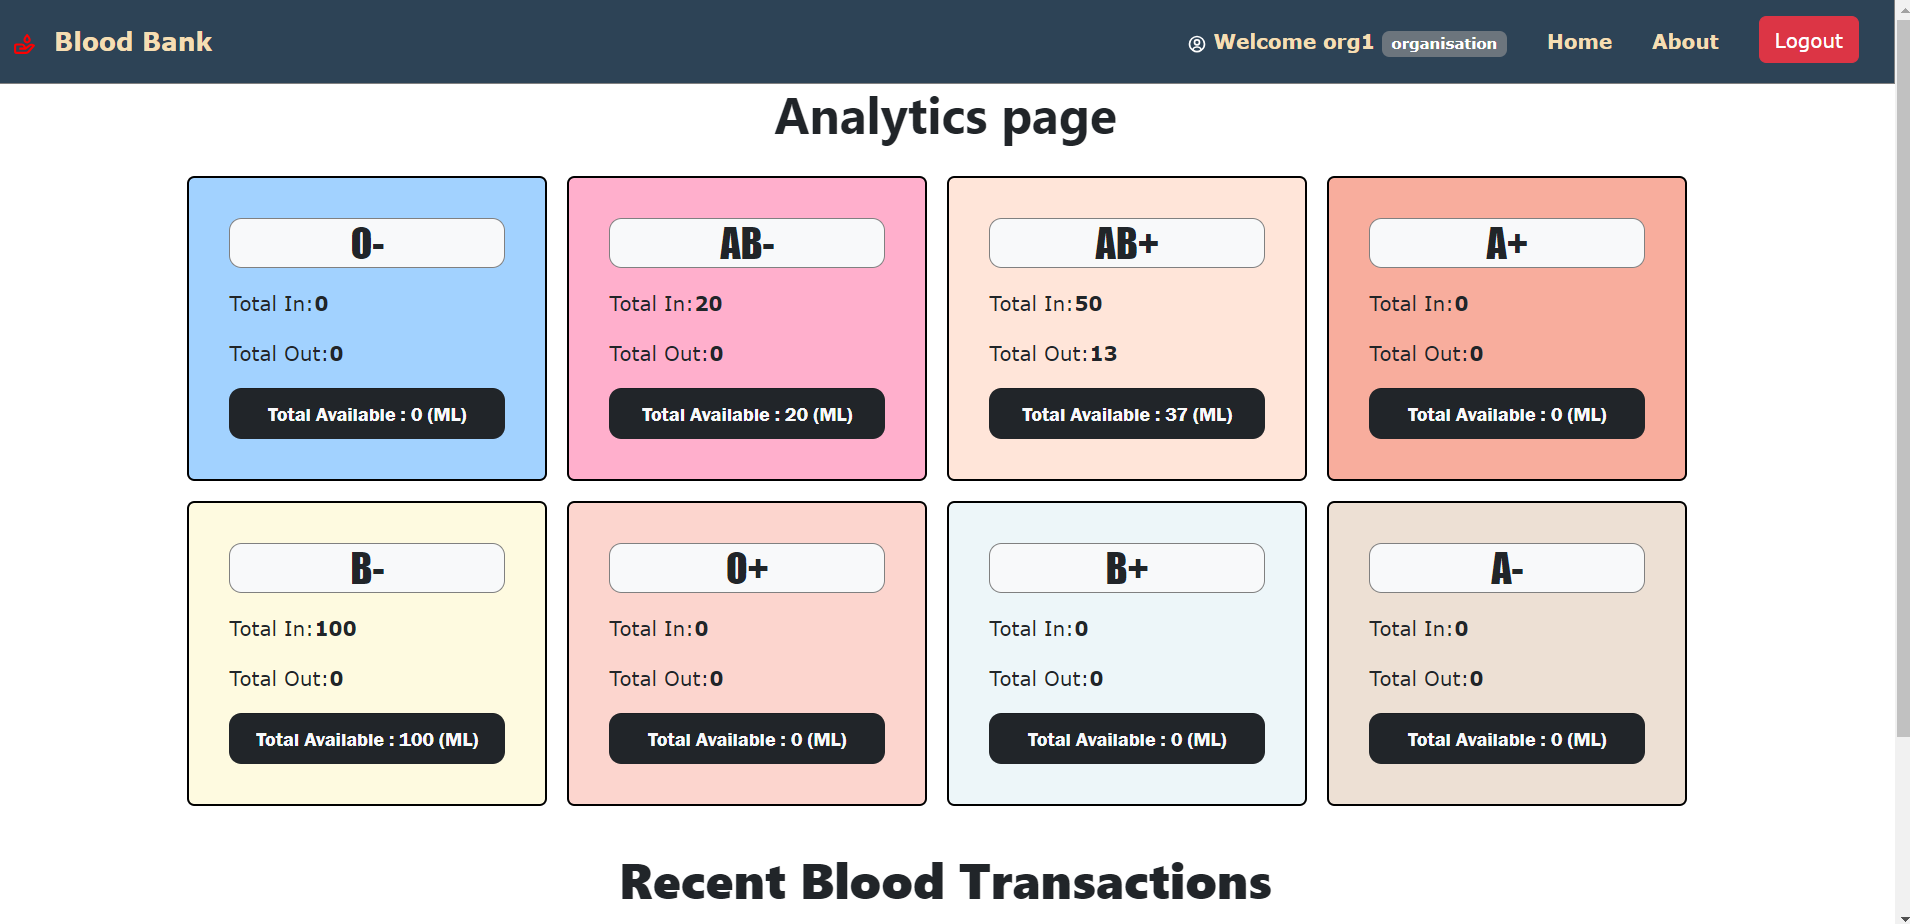 Blood Bank
Welcome org1 organisation Home About Logout
Analytics page
O- AB- AB+ A+
Total In:0 Total In:20 Total In:50 Total In:0
Total Out:0 Total Out:0 Total Out:13 Total Out:0
Total Available : 0 (ML) Total Available : 20 (ML) Total Available : 37 (ML) Total Available : 0 (ML)
B- O+ B+ A-
Total In:100 Total In:0 Total In:0 Total In:0
Total Out:0 Total Out:0 Total Out:0 Total Out:0
Total Available : 100 (ML) Total Available : 0 (ML) Total Available : 0 (ML) Total Available : 0 (ML)
Recent Blood Transactions